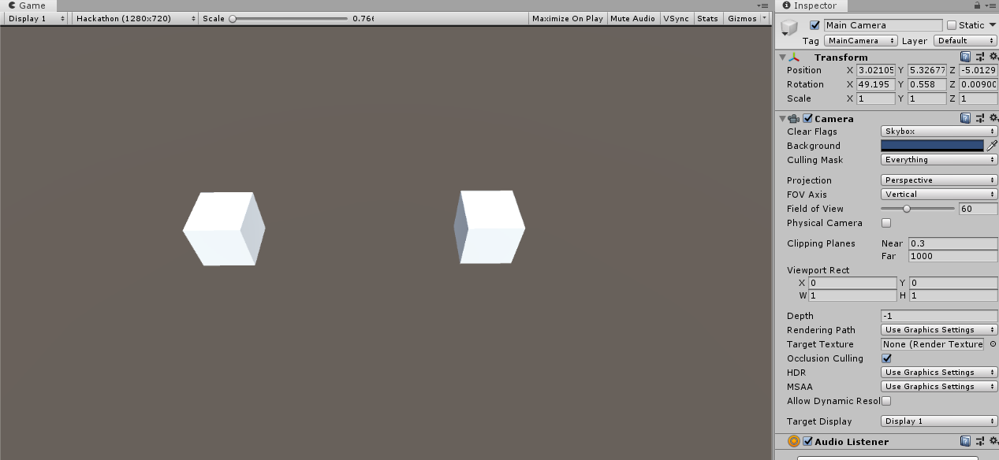 Game
Display 1 Hackathon (1280x720) Scale 0.766 Maximize On Play Mute Audio VSync Stats Gizmos
Inspector
Main Camera Static
Tag MainCamera Layer Default
Transform
Position X 3.02105 Y 5.32677 Z -5.0129
Rotation X 49.195 Y 0.558 Z 0.00900
Scale X 1 Y 1 Z 1
Camera
Clear Flags Skybox
Background
Culling Mask Everything
Projection Perspective
FOV Axis Vertical
Field of View 60
Physical Camera
Clipping Planes Near 0.3
Far 1000
Viewport Rect
X 0 Y 0
W 1 H 1
Depth -1
Rendering Path Use Graphics Settings
Target Texture None (Render Texture
Occlusion Culling
HDR Use Graphics Settings
MSAA Use Graphics Settings
Allow Dynamic Resol
Target Display Display 1
Audio Listener